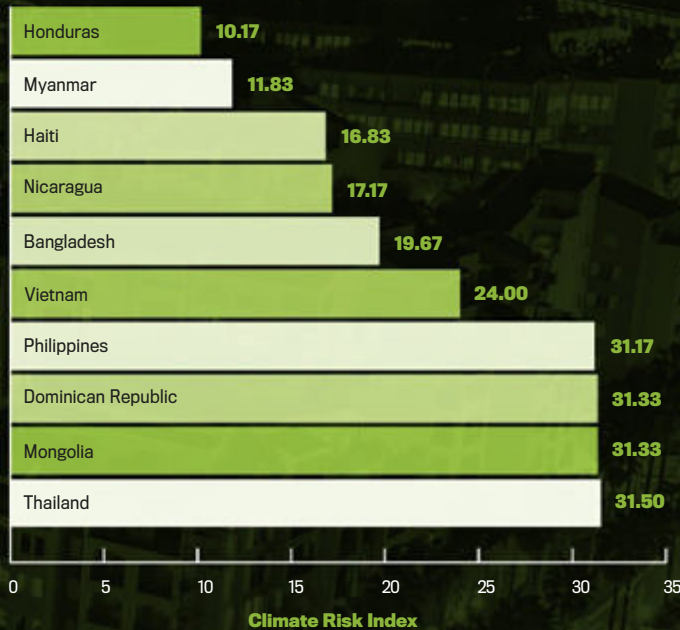 Honduras 10.17
Myanmar 11.83
Haiti 16.83
Nicaragua 17.17
Bangladesh 19.67
Vietnam 24.00
Philippines 31.17
Dominican Republic 31.33
Mongolia 31.33
Thailand 31.50
0 5 10 15 20 25 30 35
Climate Risk Index